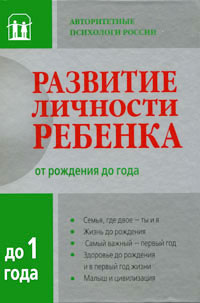 АВТОРИТЕТНЫЕ
ПСИХОЛОГИ РОССИИ
РАЗВИТИЕ
ЛИЧНОСТИ
РЕБЕНКА
от рождения до года
до 1
года
Семья, где двое — ты и я
Жизнь до рождения
Самый важный — первый год
Здоровье до рождения
и в первый год жизни
Малыш и цивилизация